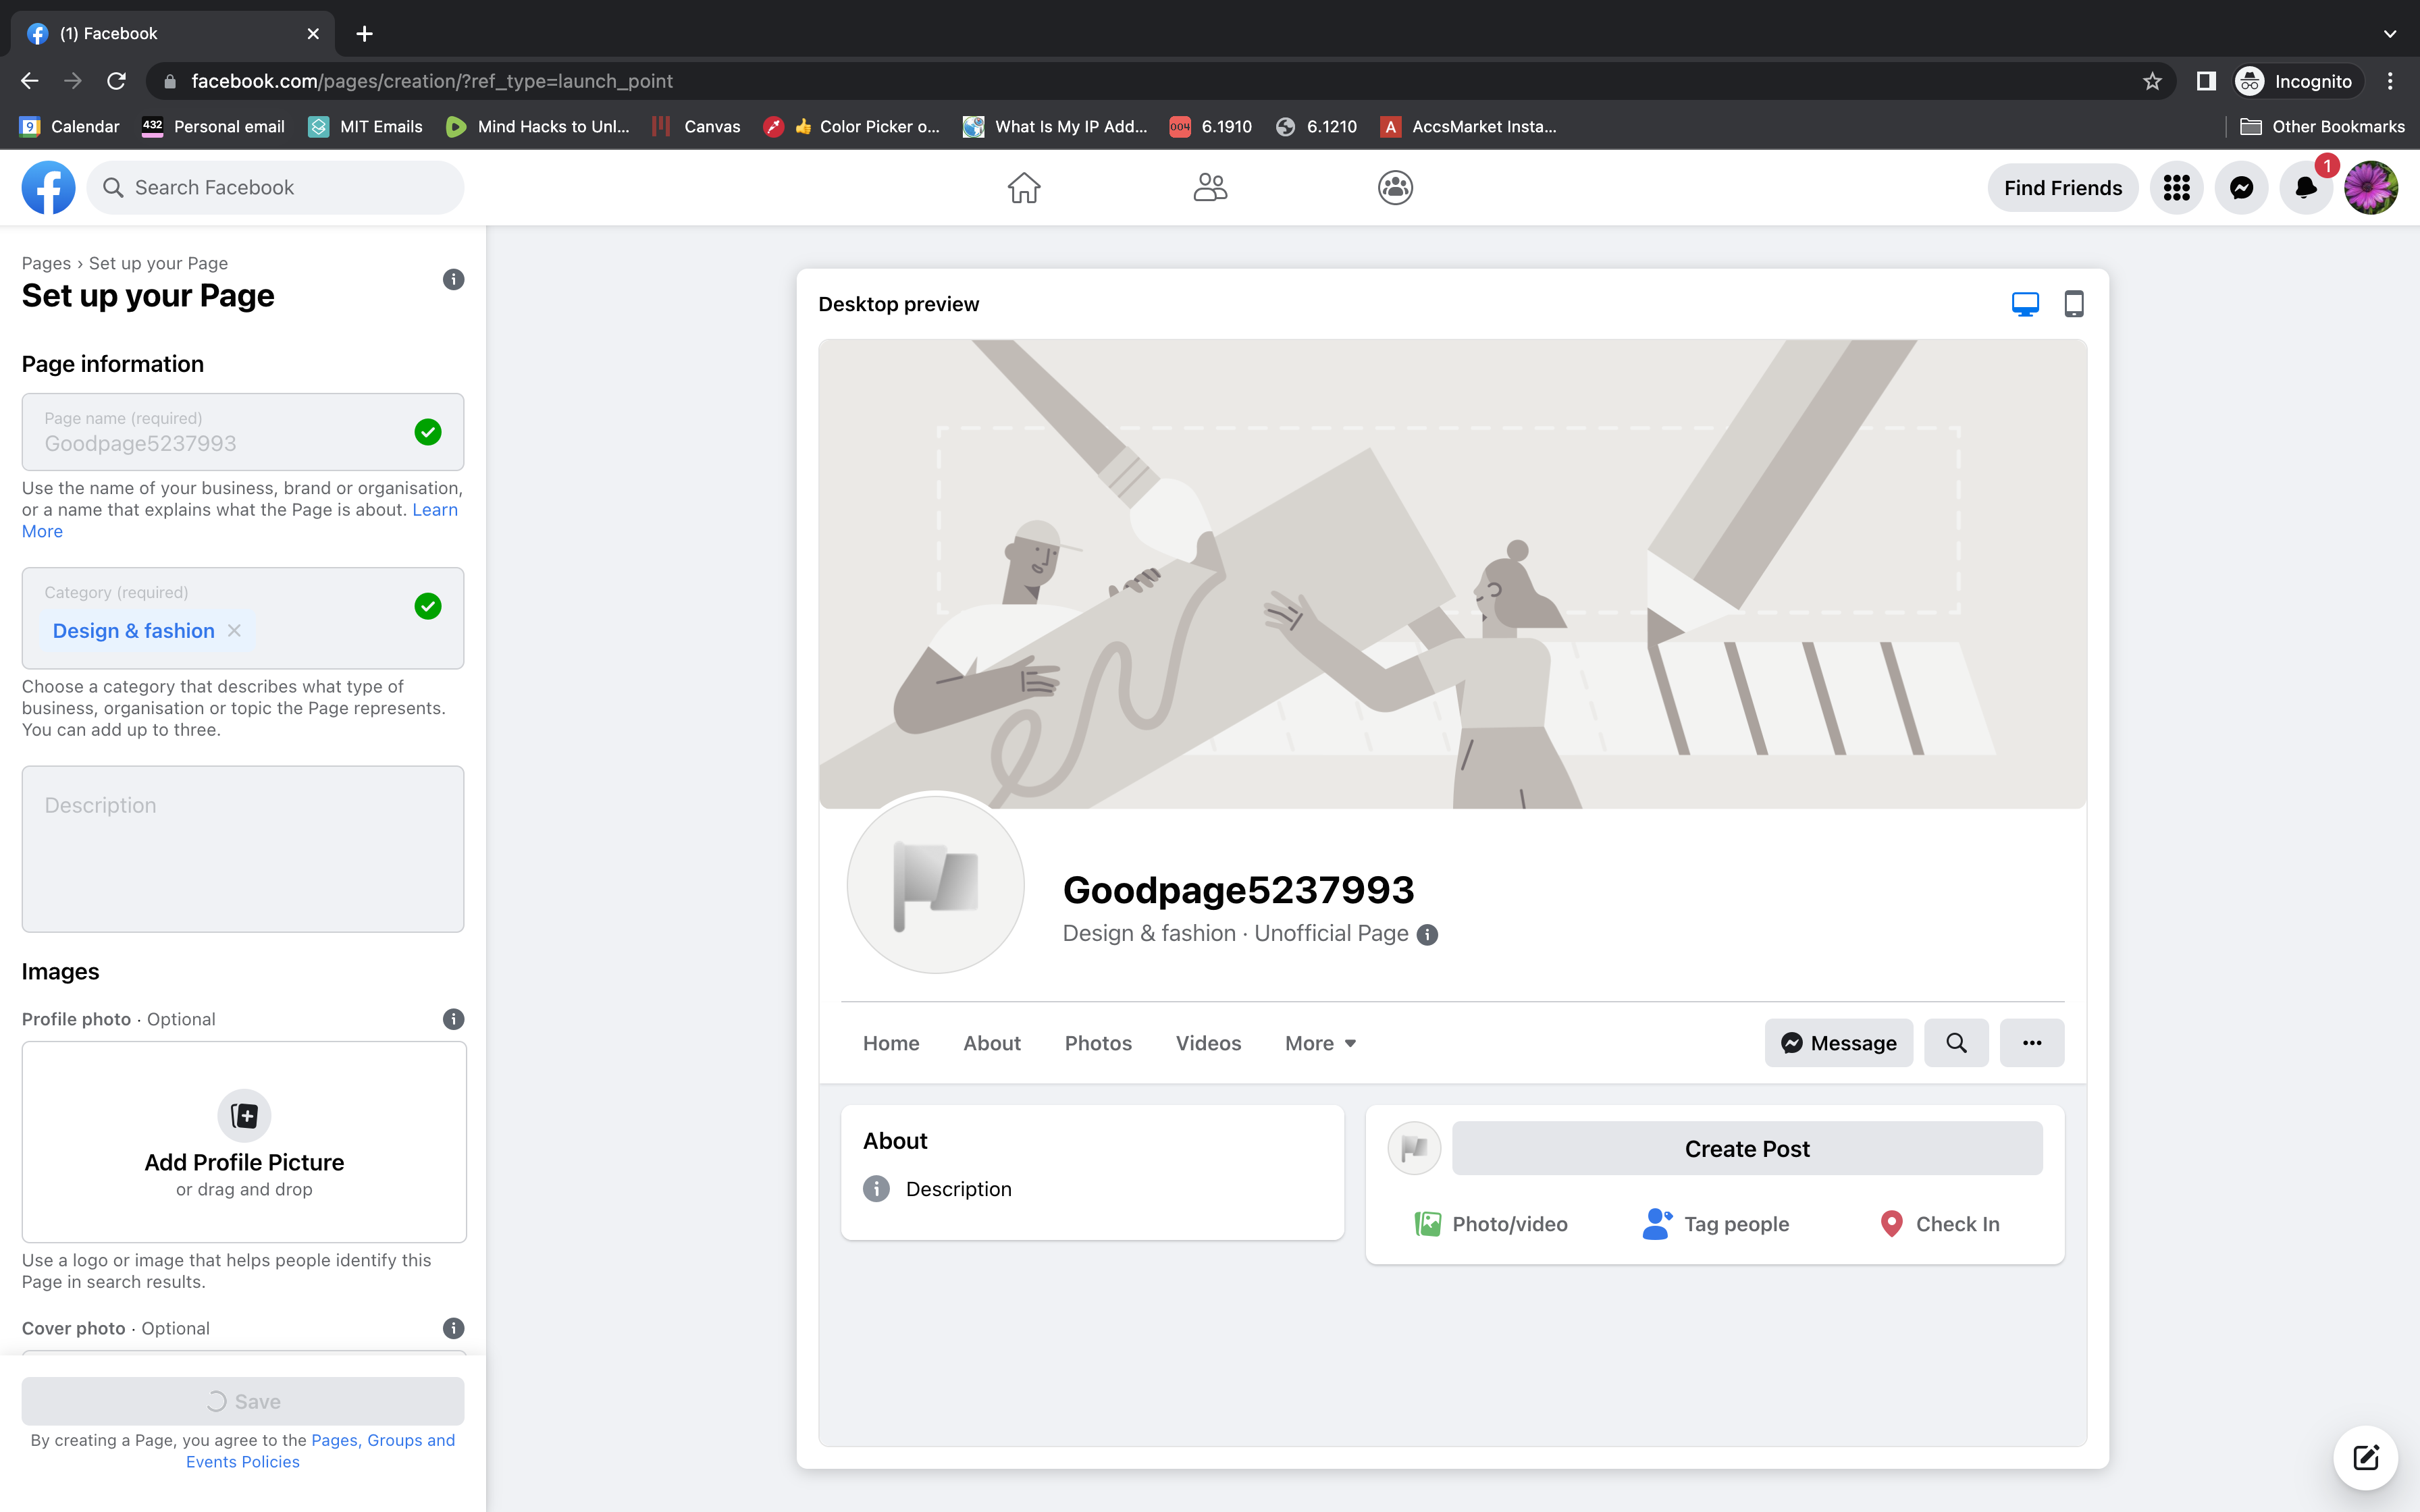 (1) Facebook
facebook.com/pages/creation/?ref_type=launch_point
Incognito
9 Calendar
432 Personal email
MIT Emails
Mind Hacks to Unl...
Canvas
👍 Color Picker o...
What Is My IP Add...
004 6.1910
6.1210
A AccsMarket Insta...
Other Bookmarks
Search Facebook
Find Friends
1
Pages › Set up your Page
Set up your Page
Page information
Page name (required)
Goodpage5237993
Use the name of your business, brand or organisation,
or a name that explains what the Page is about. Learn
More
Category (required)
Design & fashion
Choose a category that describes what type of
business, organisation or topic the Page represents.
You can add up to three.
Description
Images
Profile photo · Optional
Add Profile Picture
or drag and drop
Use a logo or image that helps people identify this
Page in search results.
Cover photo · Optional
Save
By creating a Page, you agree to the Pages, Groups and
Events Policies
Desktop preview
Goodpage5237993
Design & fashion · Unofficial Page
Home
About
Photos
Videos
More
Message
About
Description
Create Post
Photo/video
Tag people
Check In